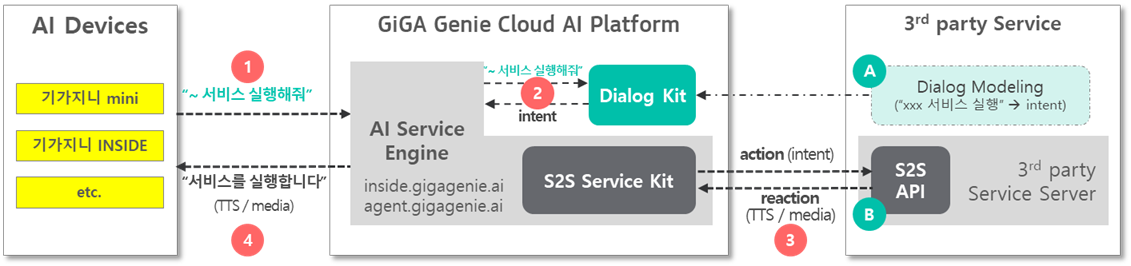 AI Devices
기가지니 mini
기가지니 INSIDE
etc.
1
“~ 서비스 실행해줘”
“서비스를 실행합니다”
(TTS / media)
4
GiGA Genie Cloud AI Platform
AI Service
Engine
inside.gigagenie.ai
agent.gigagenie.ai
“~ 서비스 실행해줘”
2
intent
Dialog Kit
S2S Service Kit
action (intent)
reaction
(TTS / media)
3
3rd party Service
A
Dialog Modeling
(“xxx 서비스 실행” → intent)
S2S
API
B
3rd party
Service Server